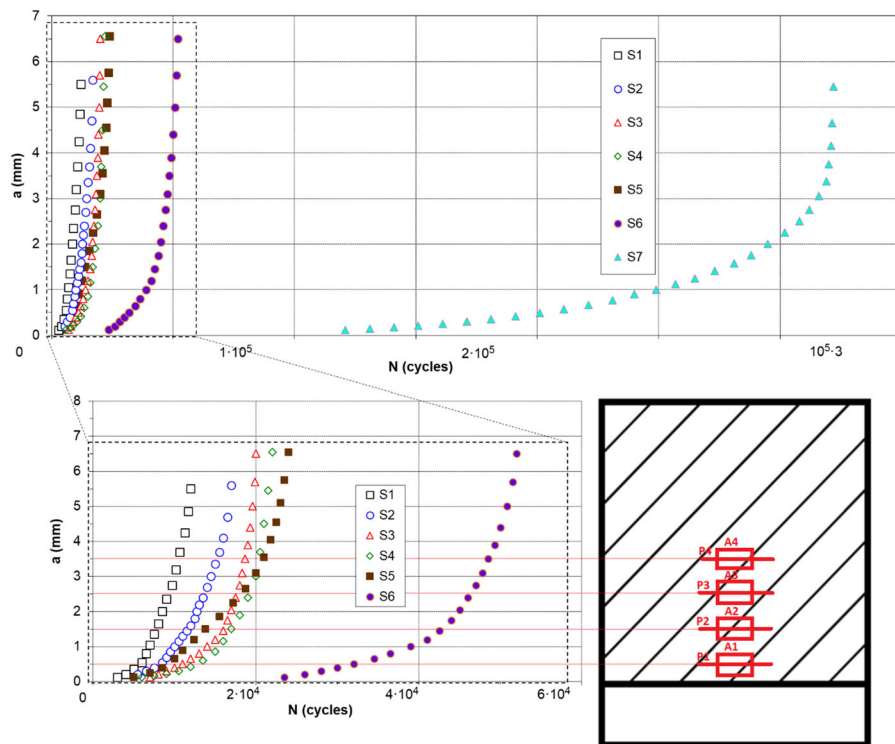 7
6
5
4
3
2
1
0
a (mm)
S1
S2
S3
S4
S5
S6
S7
0
1·10⁵
2·10⁵
10⁵·3
N (cycles)
8
7
6
5
4
3
2
1
0
a (mm)
S1
S2
S3
S4
S5
S6
0
2·10⁴
4·10⁴
6·10⁴
N (cycles)
A4
P4
A3
P3
A2
P2
A1
P1